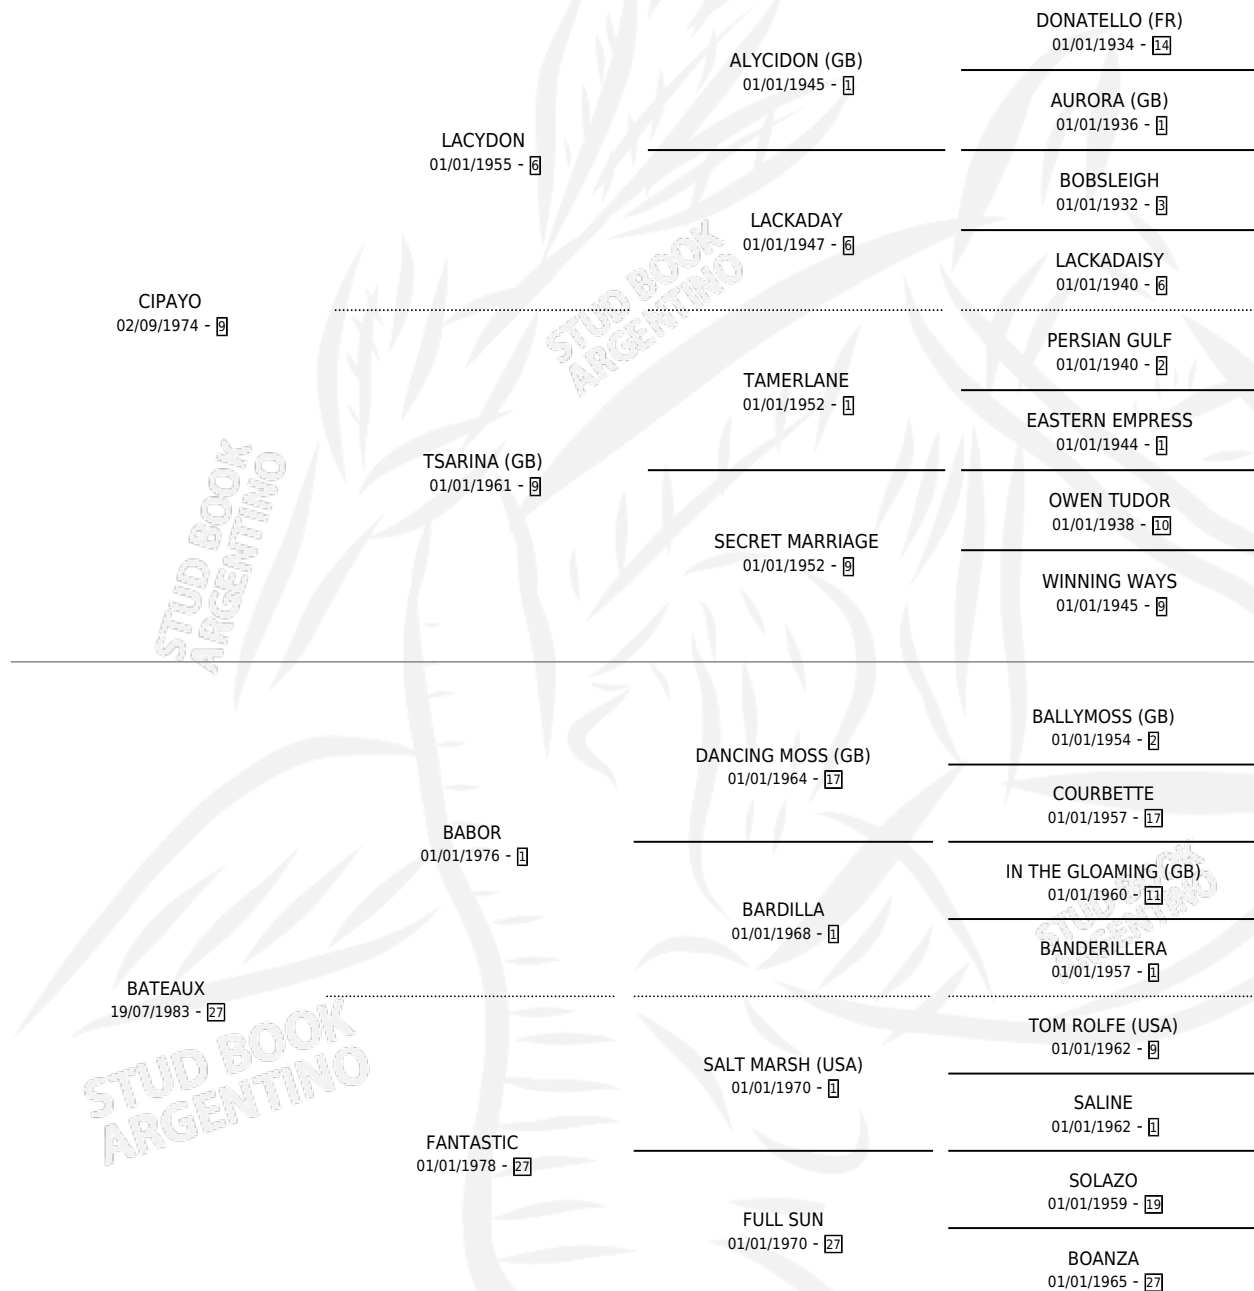 DONATELLO (FR)
01/01/1934 - 14
ALYCIDON (GB)
01/01/1945 - 1
AURORA (GB)
01/01/1936 - 1
LACYDON
01/01/1955 - 6
BOBSLEIGH
01/01/1932 - 3
LACKADAY
01/01/1947 - 6
LACKADAISY
01/01/1940 - 6
CIPAYO
02/09/1974 - 9
PERSIAN GULF
01/01/1940 - 2
TAMERLANE
01/01/1952 - 1
EASTERN EMPRESS
01/01/1944 - 1
TSARINA (GB)
01/01/1961 - 9
OWEN TUDOR
01/01/1938 - 10
SECRET MARRIAGE
01/01/1952 - 9
WINNING WAYS
01/01/1945 - 9
BALLYMOSS (GB)
01/01/1954 - 2
DANCING MOSS (GB)
01/01/1964 - 17
COURBETTE
01/01/1957 - 17
BABOR
01/01/1976 - 1
IN THE GLOAMING (GB)
01/01/1960 - 11
BARDILLA
01/01/1968 - 1
BANDERILLERA
01/01/1957 - 1
BATEAUX
19/07/1983 - 27
TOM ROLFE (USA)
01/01/1962 - 9
SALT MARSH (USA)
01/01/1970 - 1
SALINE
01/01/1962 - 1
FANTASTIC
01/01/1978 - 27
SOLAZO
01/01/1959 - 19
FULL SUN
01/01/1970 - 27
BOANZA
01/01/1965 - 27
STUD BOOK
ARGENTINO
STUD BOOK
ARGENTINO
STUD BOOK
ARGENTINO
STUD BOOK
ARGENTINO